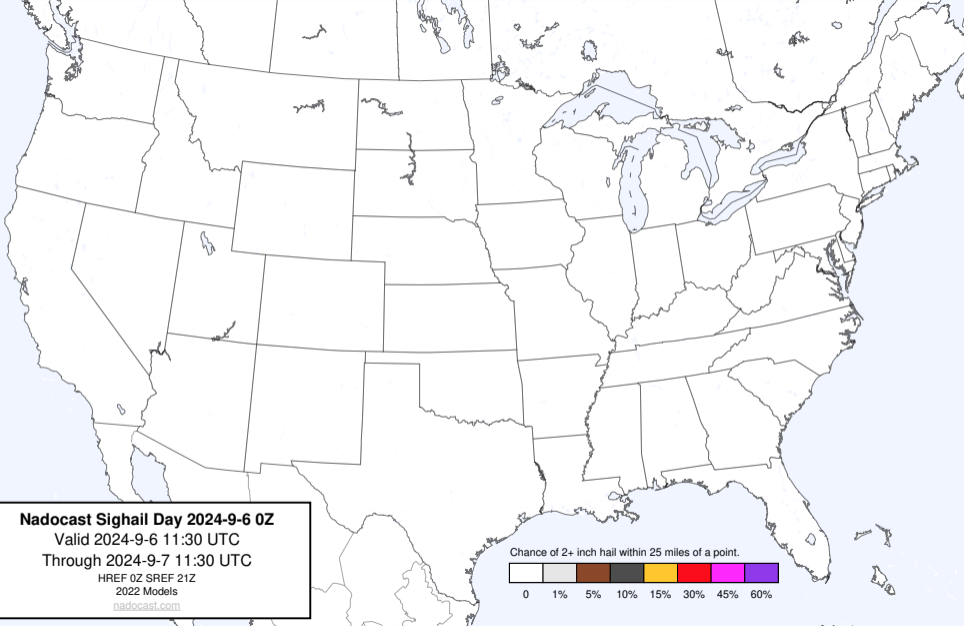 Nadocast Sighail Day 2024-9-6 0Z
Valid 2024-9-6 11:30 UTC
Through 2024-9-7 11:30 UTC
HREF 0Z SREF 21Z
2022 Models
nadocast.com
Chance of 2+ inch hail within 25 miles of a point.
0 1% 5% 10% 15% 30% 45% 60%